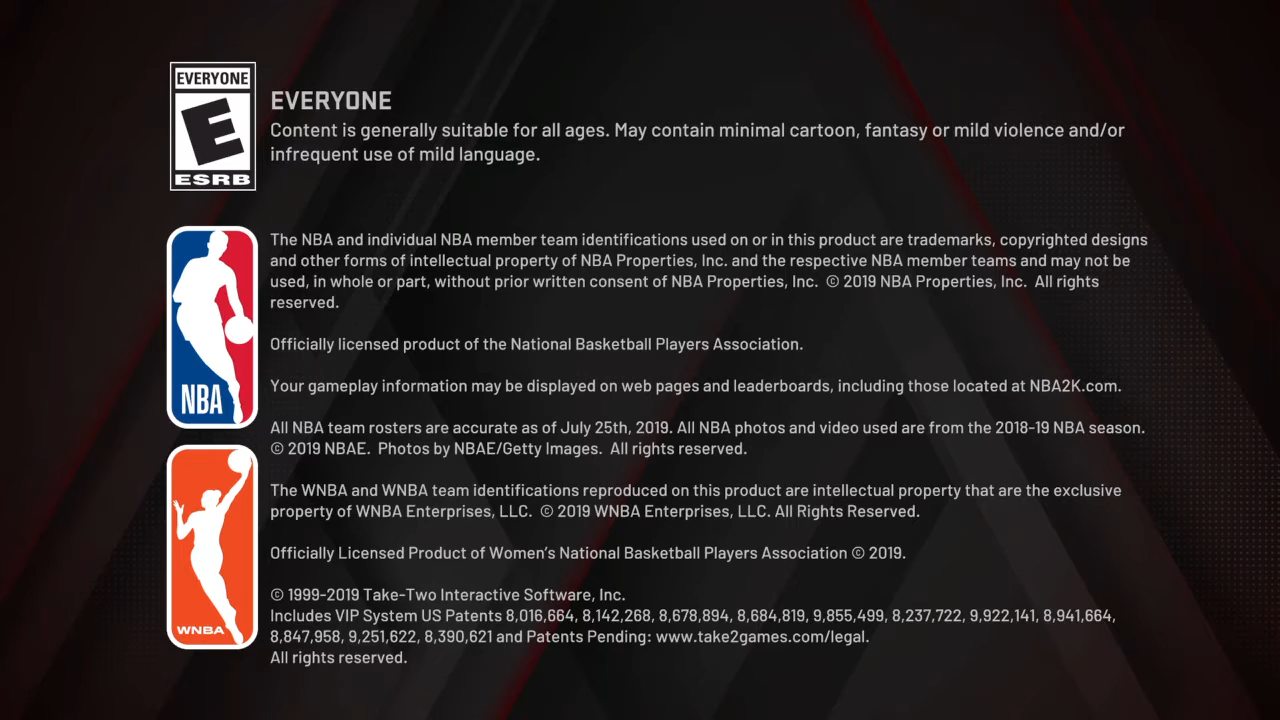 EVERYONE
E
ESRB
EVERYONE
Content is generally suitable for all ages. May contain minimal cartoon, fantasy or mild violence and/or
infrequent use of mild language.
The NBA and individual NBA member team identifications used on or in this product are trademarks, copyrighted designs
and other forms of intellectual property of NBA Properties, Inc. and the respective NBA member teams and may not be
used, in whole or part, without prior written consent of NBA Properties, Inc. © 2019 NBA Properties, Inc. All rights
reserved.
Officially licensed product of the National Basketball Players Association.
Your gameplay information may be displayed on web pages and leaderboards, including those located at NBA2K.com.
NBA
All NBA team rosters are accurate as of July 25th, 2019. All NBA photos and video used are from the 2018-19 NBA season.
© 2019 NBAE. Photos by NBAE/Getty Images. All rights reserved.
The WNBA and WNBA team identifications reproduced on this product are intellectual property that are the exclusive
property of WNBA Enterprises, LLC. © 2019 WNBA Enterprises, LLC. All Rights Reserved.
Officially Licensed Product of Women's National Basketball Players Association © 2019.
© 1999-2019 Take-Two Interactive Software, Inc.
Includes VIP System US Patents 8,016,664, 8,142,268, 8,678,894, 8,684,819, 9,855,499, 8,237,722, 9,922,141, 8,941,664,
8,847,958, 9,251,622, 8,390,621 and Patents Pending: www.take2games.com/legal.
All rights reserved.
WNBA